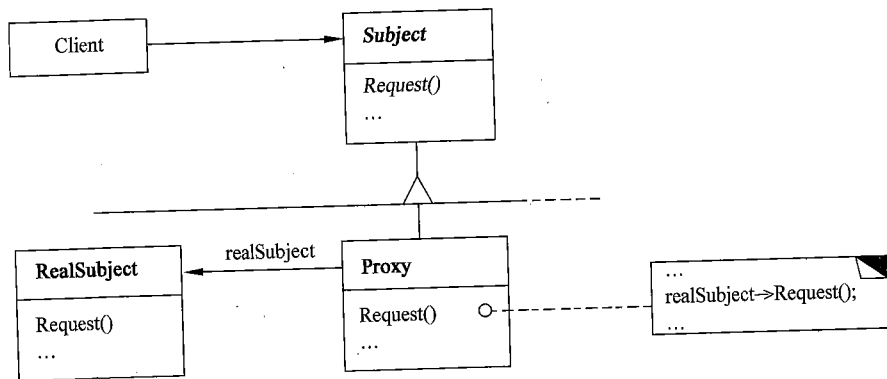 Client
Subject
Request()
…
RealSubject
Request()
…
realSubject
Proxy
Request()
…
…
realSubject->Request();
…